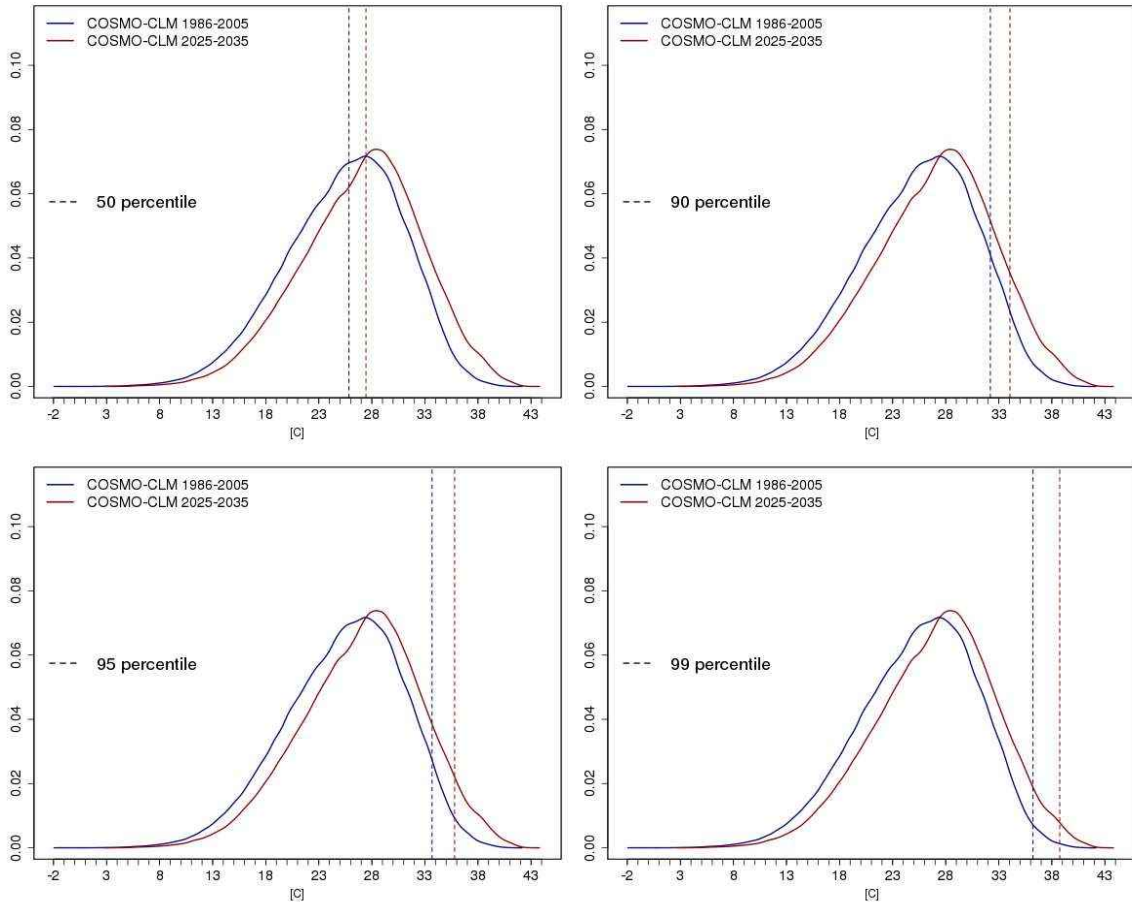 COSMO-CLM 1986-2005
COSMO-CLM 2025-2035
0.10
0.08
0.06
50 percentile
0.04
0.02
0.00
-2 3 8 13 18 23 28 33 38 43
[C]
COSMO-CLM 1986-2005
COSMO-CLM 2025-2035
0.10
0.08
0.06
90 percentile
0.04
0.02
0.00
-2 3 8 13 18 23 28 33 38 43
[C]
COSMO-CLM 1986-2005
COSMO-CLM 2025-2035
0.10
0.08
0.06
95 percentile
0.04
0.02
0.00
-2 3 8 13 18 23 28 33 38 43
[C]
COSMO-CLM 1986-2005
COSMO-CLM 2025-2035
0.10
0.08
0.06
99 percentile
0.04
0.02
0.00
-2 3 8 13 18 23 28 33 38 43
[C]